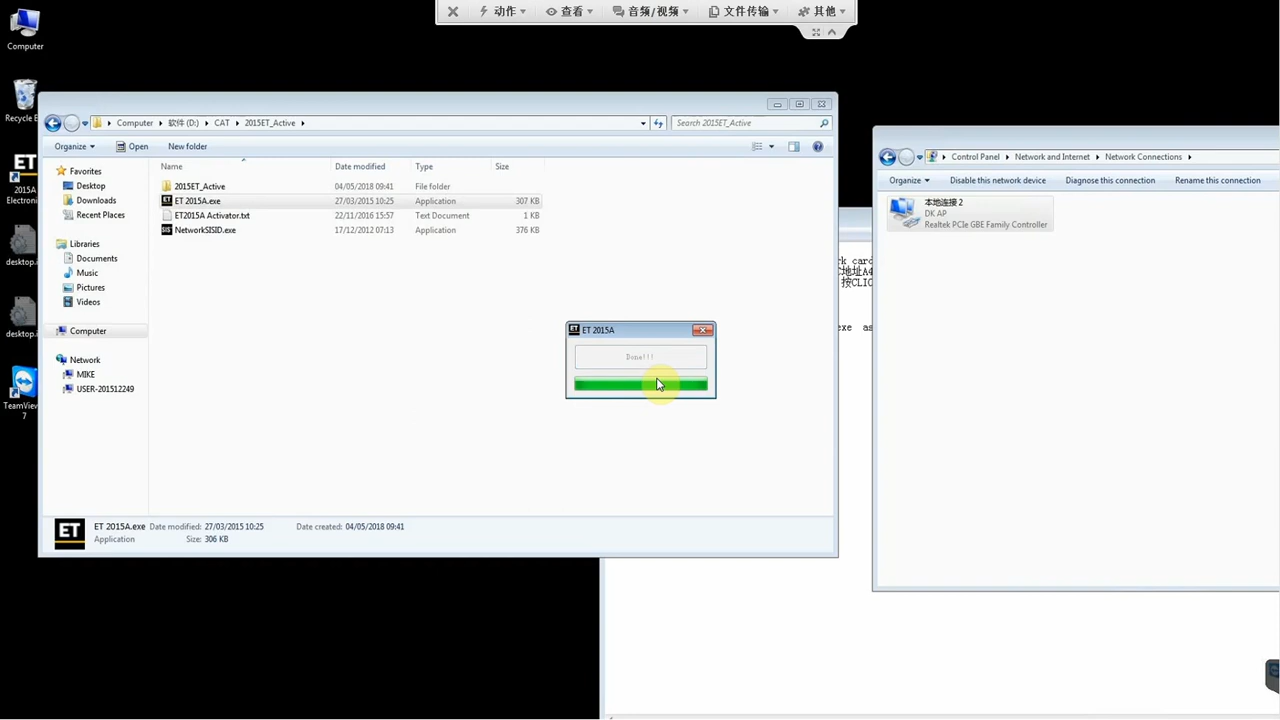 动作
查看
音频/视频
文件传输
其他
Computer
ET
2015A
TeamView
7
Computer
软件 (D:)
CAT
2015ET_Active
Search 2015ET_Active
Organize
Open
New folder
Favorites
Desktop
Downloads
Recent Places
Libraries
Documents
Music
Pictures
Videos
Computer
Network
MIKE
USER-201512249
Name
Date modified
Type
Size
2015ET_Active
04/05/2018 09:41
File folder
ET 2015A.exe
27/03/2015 10:25
Application
307 KB
ET2015A Activator.txt
22/11/2016 15:57
Text Document
1 KB
NetworkSISID.exe
17/12/2012 07:13
Application
376 KB
ET 2015A
Done!!!
ET
ET 2015A.exe Date modified: 27/03/2015 10:25 Date created: 04/05/2018 09:41
Application Size: 306 KB
Control Panel
Network and Internet
Network Connections
Organize
Disable this network device
Diagnose this connection
Rename this connection
本地连接 2
DK AP
Realtek PCIe GBE Family Controller